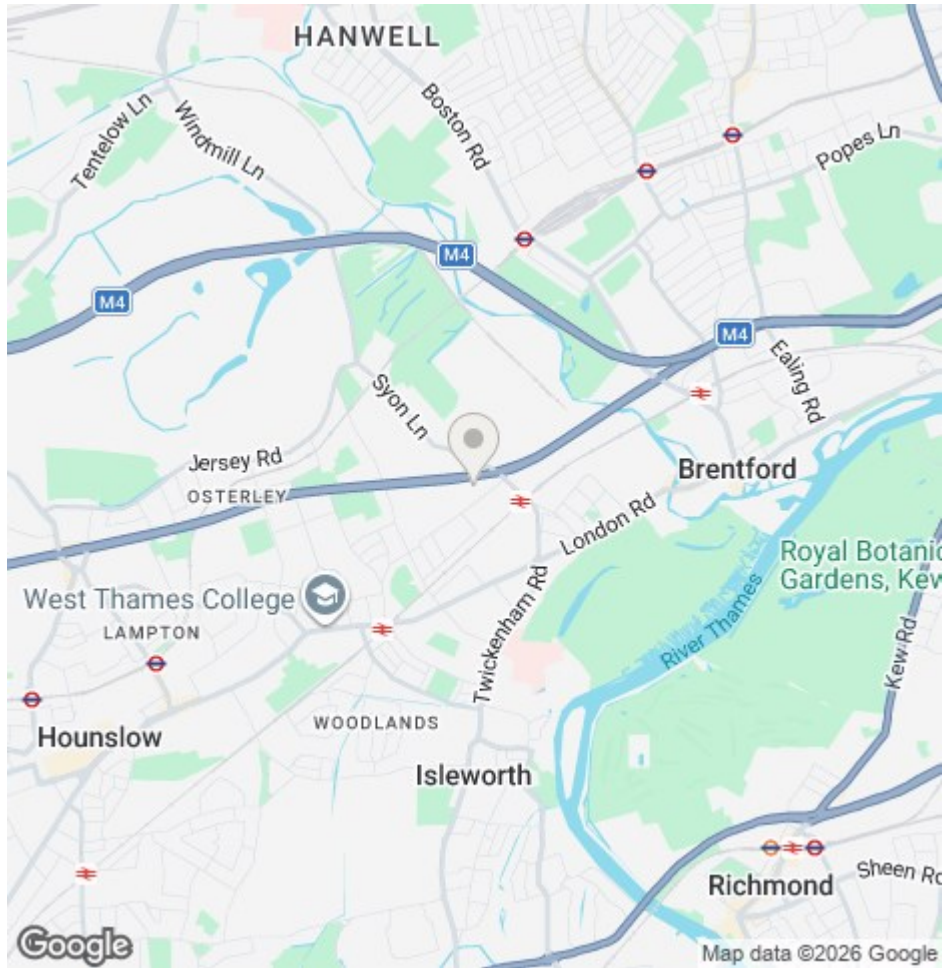 HANWELL
Tentelow Ln
Windmill Ln
Boston Rd
Popes Ln
M4
M4
M4
Ealing Rd
Syon Ln
Jersey Rd
OSTERLEY
Brentford
London Rd
Royal Botanic
Gardens, Kew
West Thames College
LAMPTON
Twickenham Rd
River Thames
Kew Rd
WOODLANDS
Hounslow
Isleworth
Richmond
Sheen Rd
Google
Map data ©2026 Google